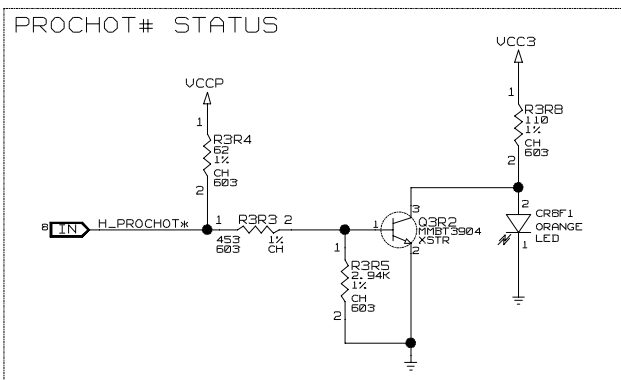 PROCHOT# STATUS
VCC3
VCCP
1
R3R8
110
1%
CH
603
2
1
R3R4
62
1%
CH
603
2
8 IN H_PROCHOT*
1 R3R3 2
453 1%
603 CH
1
3
Q3R2
MMBT3904
XSTR
2
2
CR8F1
ORANGE
LED
1
1
R3R5
2.94K
1%
CH
603
2